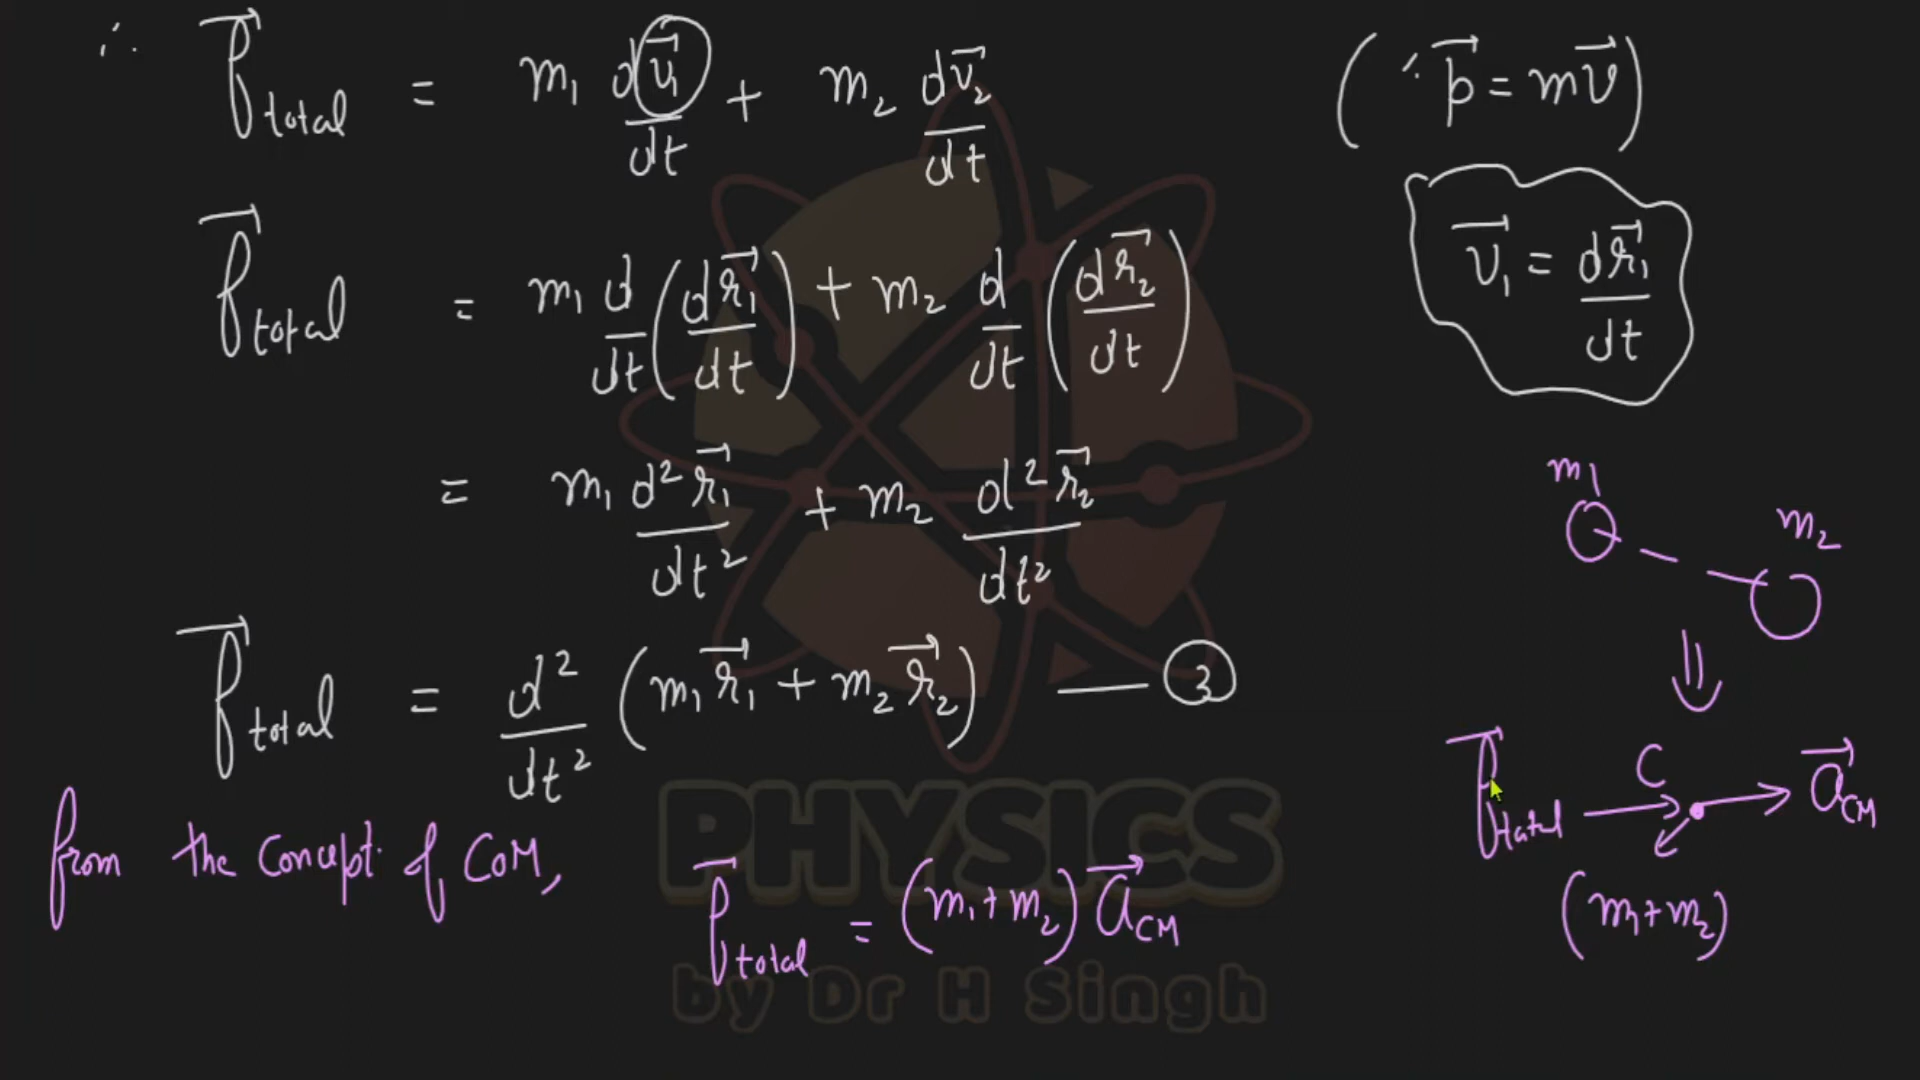 ∴ f⃗total = m₁ dv⃗₁/dt + m₂ dv⃗₂/dt (∵ p⃗ = mv⃗)
f⃗total = m₁ d/dt (dr⃗₁/dt) + m₂ d/dt (dr⃗₂/dt)
v⃗₁ = dr⃗₁/dt
= m₁ d²r⃗₁/dt² + m₂ d²r⃗₂/dt²
m₁
m₂
f⃗total = d²/dt² (m₁r⃗₁ + m₂r⃗₂) — ③
f⃗total C a⃗CM
(m₁+m₂)
from the concept of CoM,
f⃗total = (m₁+m₂) a⃗CM
PHYSICS
by Dr H Singh